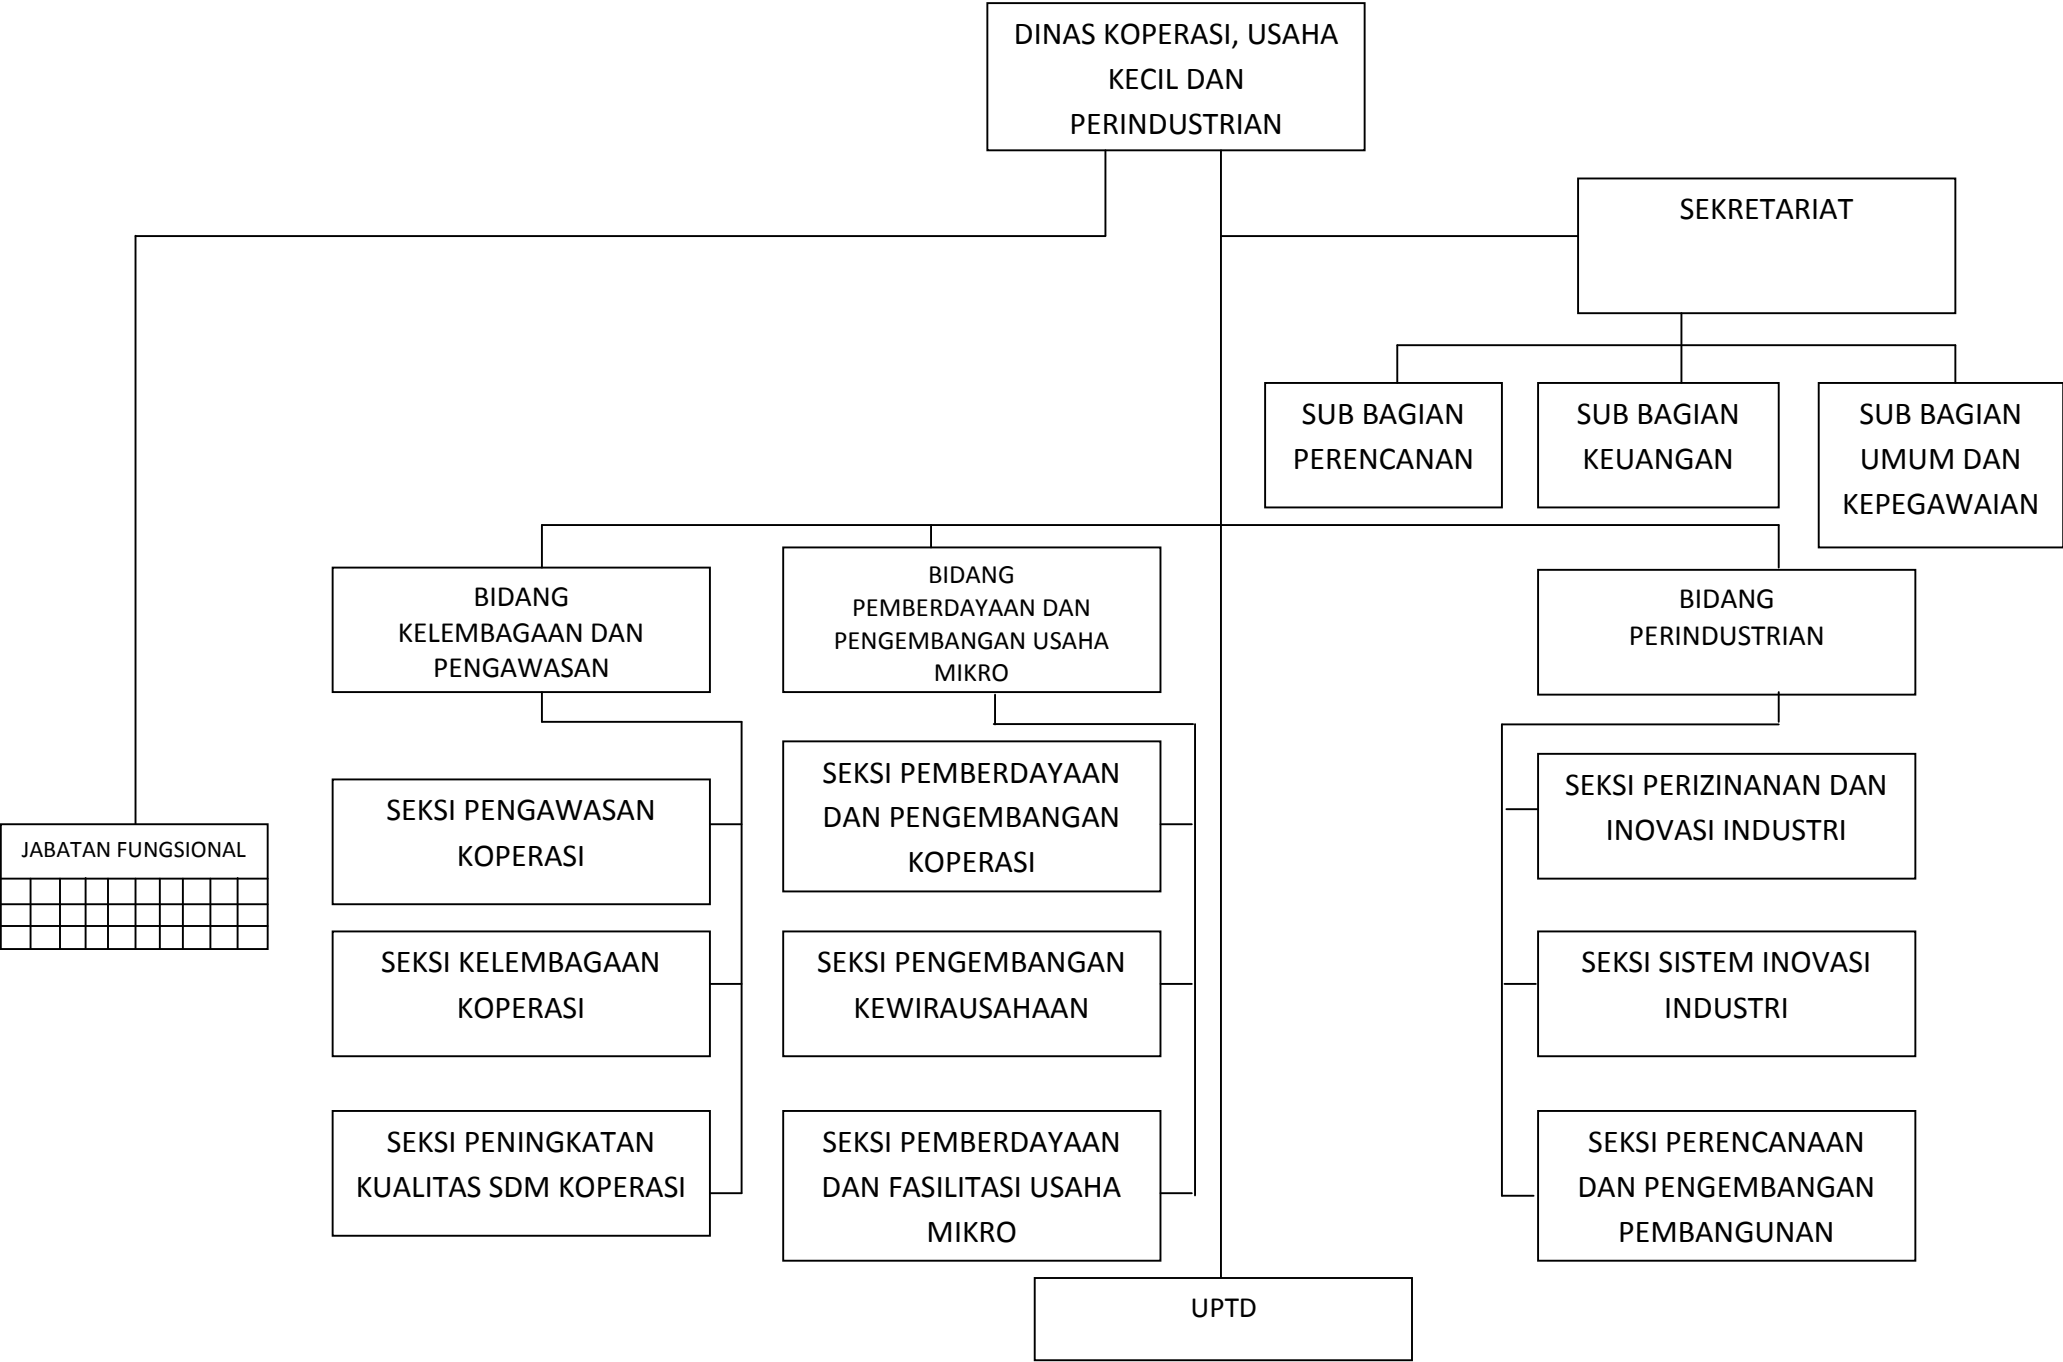 DINAS KOPERASI, USAHA
KECIL DAN
PERINDUSTRIAN
SEKRETARIAT
SUB BAGIAN
PERENCANAN
SUB BAGIAN
KEUANGAN
SUB BAGIAN
UMUM DAN
KEPEGAWAIAN
BIDANG
KELEMBAGAAN DAN
PENGAWASAN
BIDANG
PEMBERDAYAAN DAN
PENGEMBANGAN USAHA
MIKRO
BIDANG
PERINDUSTRIAN
JABATAN FUNGSIONAL
SEKSI PENGAWASAN
KOPERASI
SEKSI PEMBERDAYAAN
DAN PENGEMBANGAN
KOPERASI
SEKSI PERIZINANAN DAN
INOVASI INDUSTRI
SEKSI KELEMBAGAAN
KOPERASI
SEKSI PENGEMBANGAN
KEWIRAUSAHAAN
SEKSI SISTEM INOVASI
INDUSTRI
SEKSI PENINGKATAN
KUALITAS SDM KOPERASI
SEKSI PEMBERDAYAAN
DAN FASILITASI USAHA
MIKRO
SEKSI PERENCANAAN
DAN PENGEMBANGAN
PEMBANGUNAN
UPTD